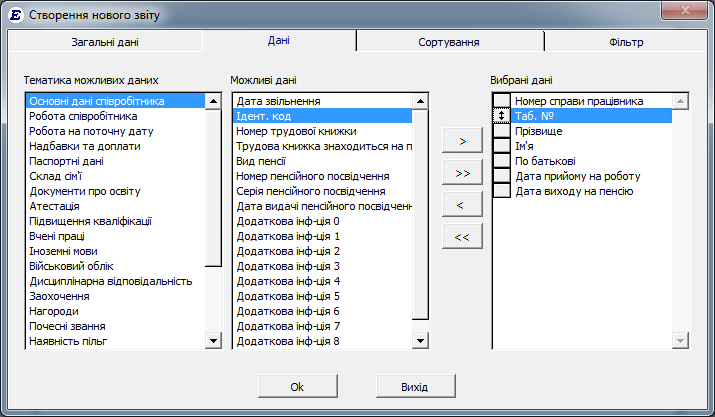 Створення нового звіту
Загальні дані
Дані
Сортування
Фільтр
Тематика можливих даних
Основні дані співробітника
Робота співробітника
Робота на поточну дату
Надбавки та доплати
Паспортні дані
Склад сім'ї
Документи про освіту
Атестація
Підвищення кваліфікації
Вчені праці
Іноземні мови
Військовий облік
Дисциплінарна відповідальність
Заохочення
Нагороди
Почесні звання
Наявність пільг
Можливі дані
Дата звільнення
Ідент. код
Номер трудової книжки
Трудова книжка знаходиться на п
Вид пенсії
Номер пенсійного посвідчення
Серія пенсійного посвідчення
Дата видачі пенсійного посвідченн
Додаткова інф-ція 0
Додаткова інф-ція 1
Додаткова інф-ція 2
Додаткова інф-ція 3
Додаткова інф-ція 4
Додаткова інф-ція 5
Додаткова інф-ція 6
Додаткова інф-ція 7
Додаткова інф-ція 8
>
>>
<
<<
Вибрані дані
Номер справи працівника
Таб. №
Прізвище
Ім'я
По батькові
Дата прийому на роботу
Дата виходу на пенсію
Ok
Вихід